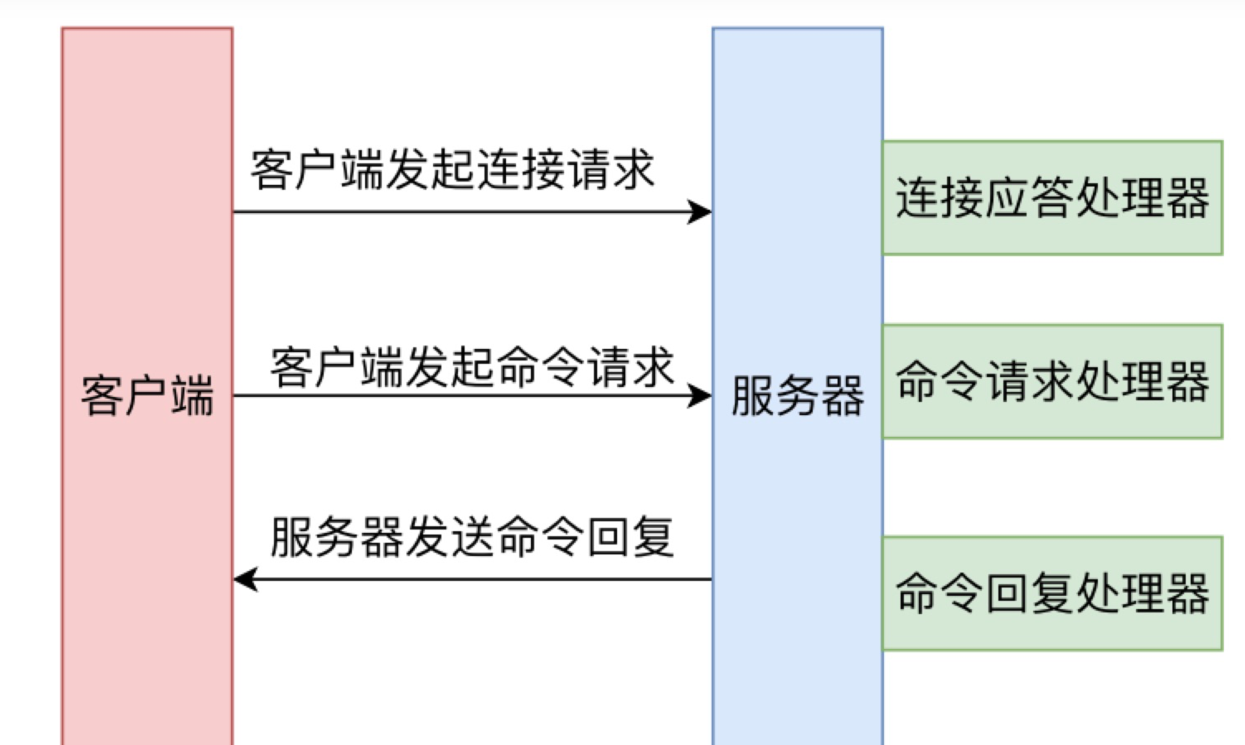 客户端发起连接请求
连接应答处理器
客户端发起命令请求
客户端
服务器
命令请求处理器
服务器发送命令回复
命令回复处理器